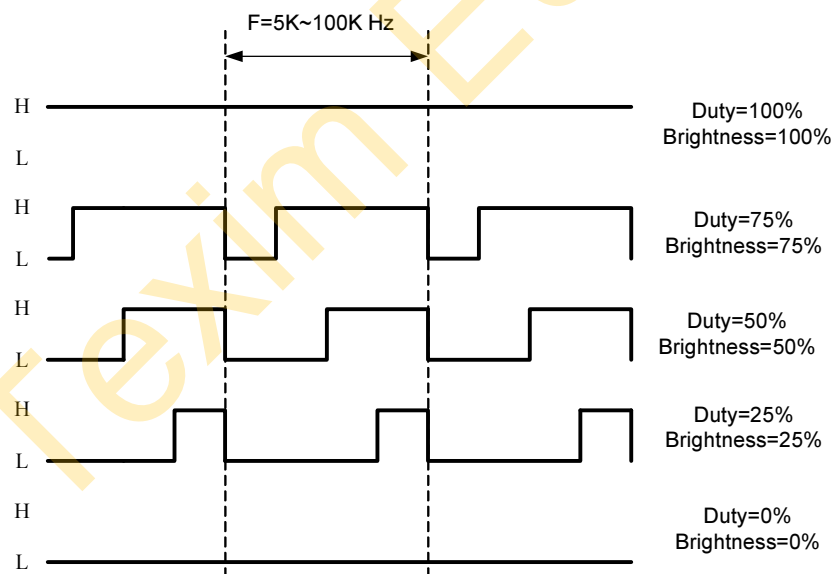 F=5K~100K Hz
H
L
Duty=100%
Brightness=100%
H
L
Duty=75%
Brightness=75%
H
L
Duty=50%
Brightness=50%
H
L
Duty=25%
Brightness=25%
H
L
Duty=0%
Brightness=0%
Texim